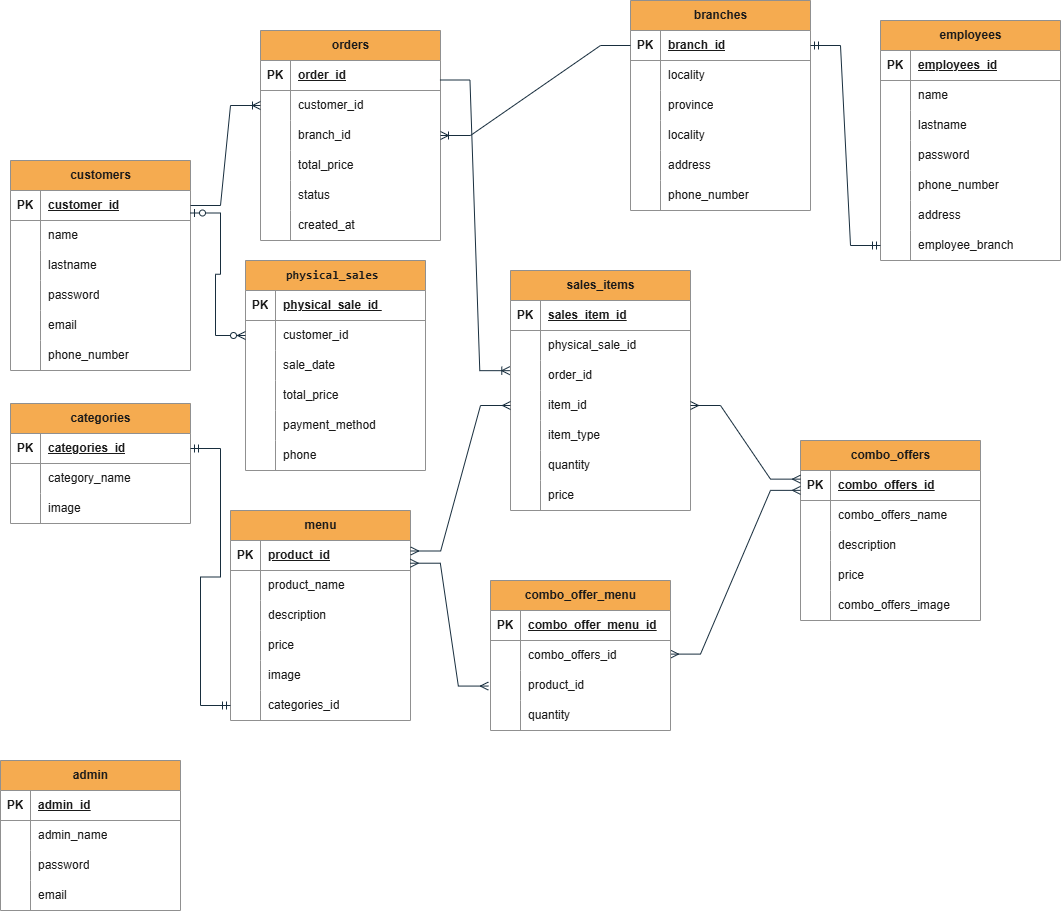 orders
PK order_id
customer_id
branch_id
total_price
status
created_at
branches
PK branch_id
locality
province
locality
address
phone_number
employees
PK employees_id
name
lastname
password
phone_number
address
employee_branch
customers
PK customer_id
name
lastname
password
email
phone_number
physical_sales
PK physical_sale_id
customer_id
sale_date
total_price
payment_method
phone
sales_items
PK sales_item_id
physical_sale_id
order_id
item_id
item_type
quantity
price
categories
PK categories_id
category_name
image
combo_offers
PK combo_offers_id
combo_offers_name
description
price
combo_offers_image
menu
PK product_id
product_name
description
price
image
categories_id
combo_offer_menu
PK combo_offer_menu_id
combo_offers_id
product_id
quantity
admin
PK admin_id
admin_name
password
email